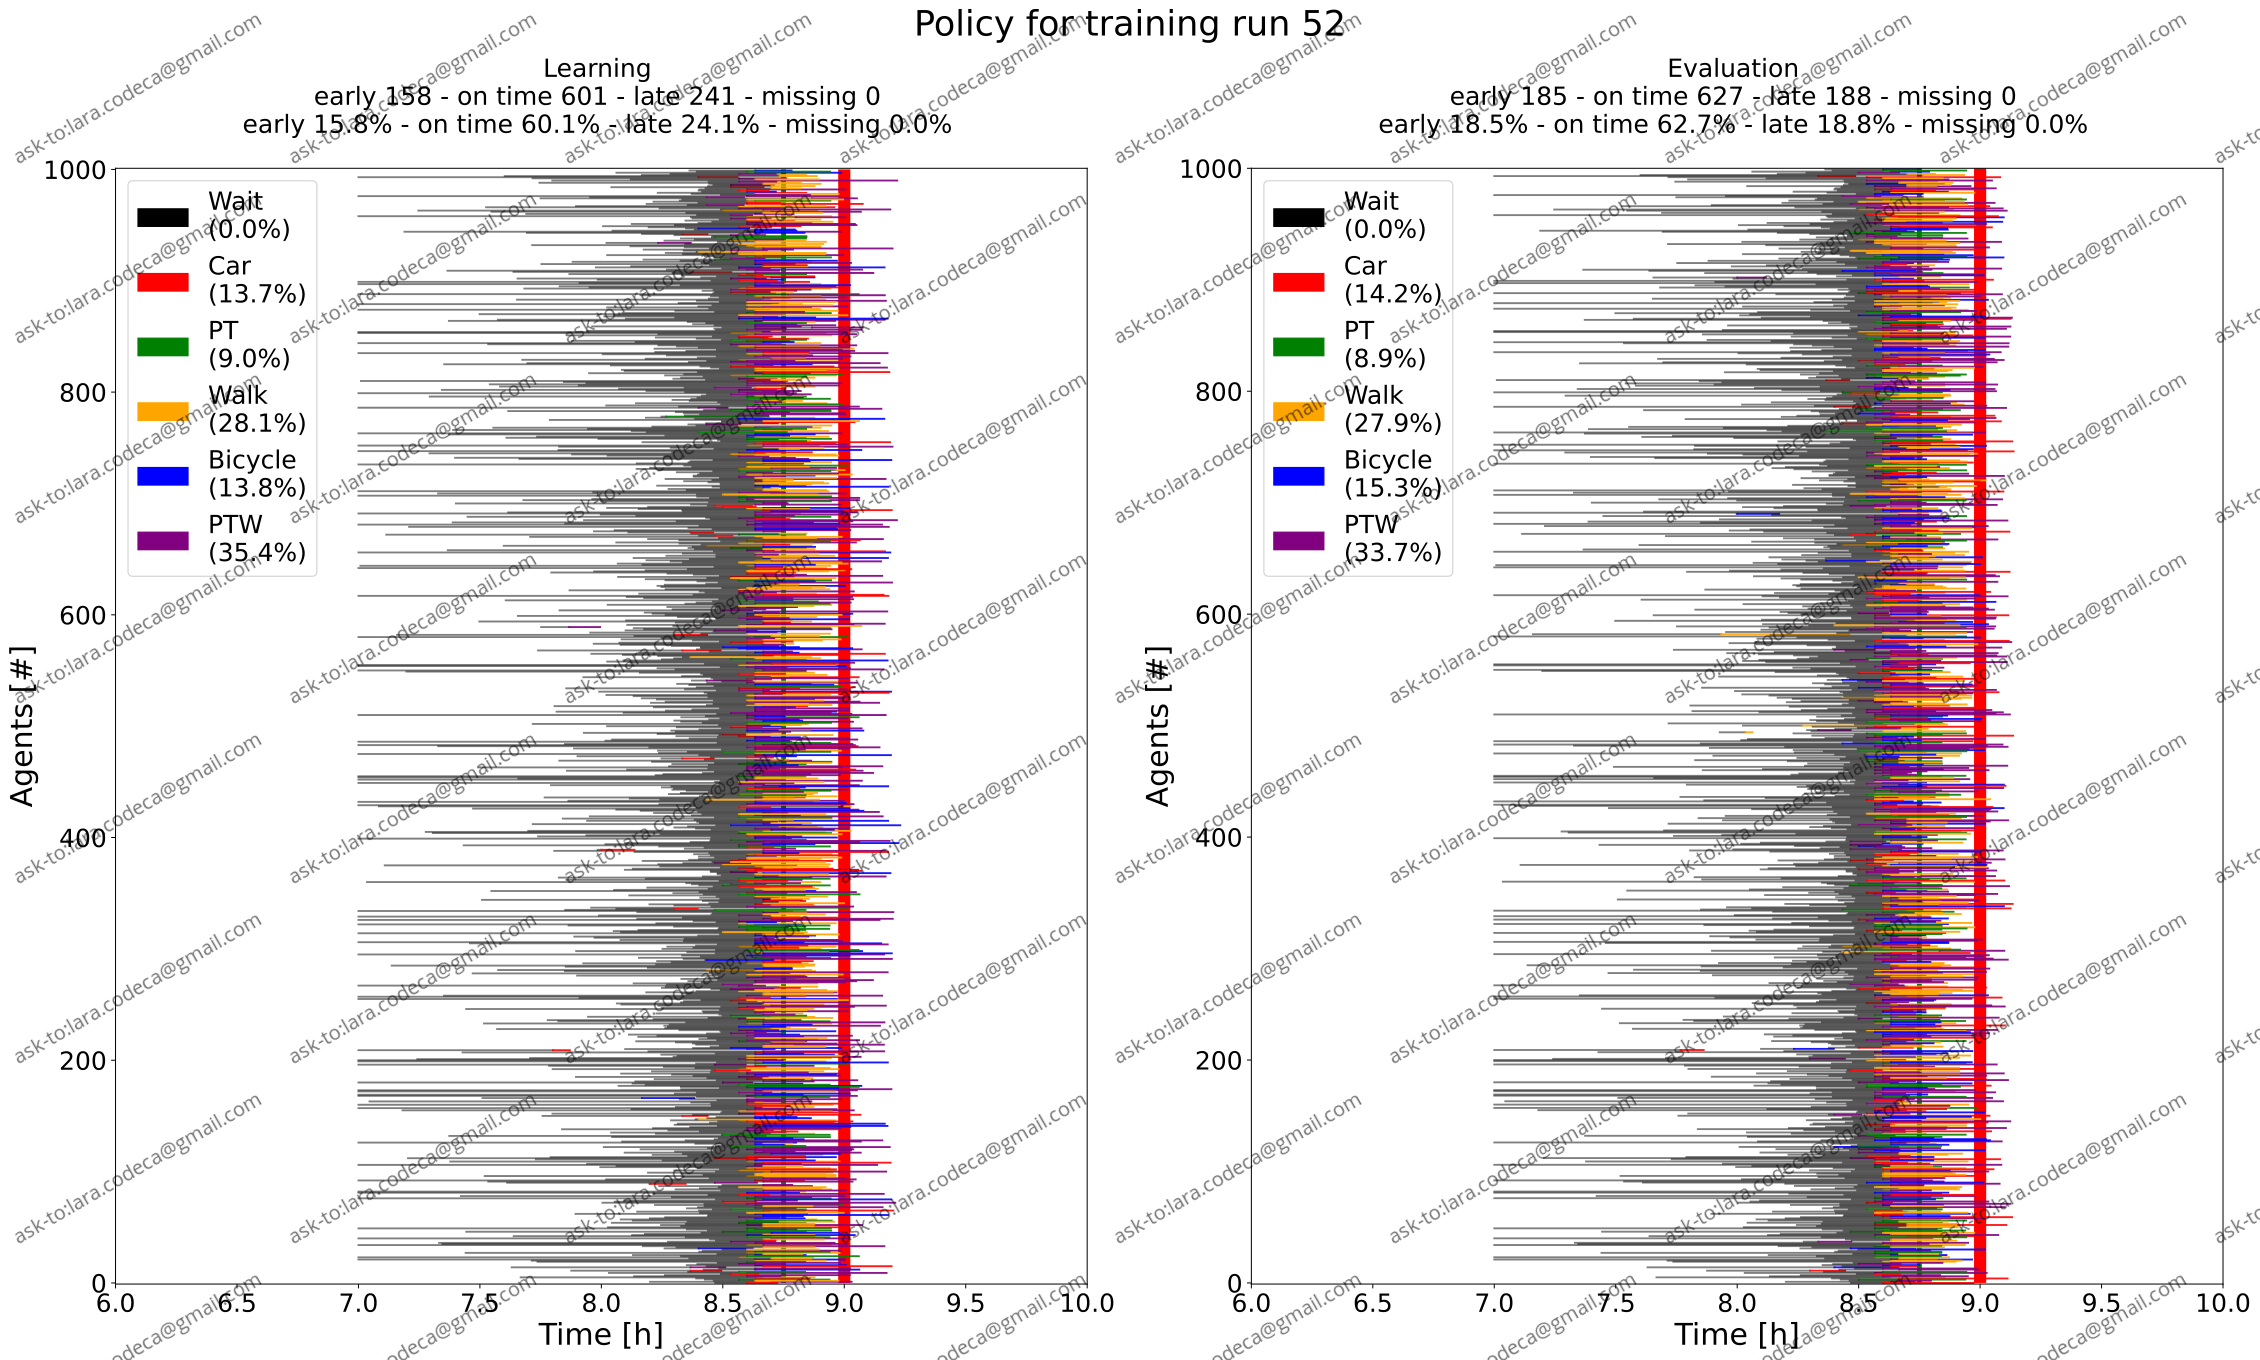 Policy for training run 52
Learning
early 158 - on time 601 - late 241 - missing 0
early 15.8% - on time 60.1% - late 24.1% - missing 0.0%
1000
800
600
400
200
0
Agents [#]
Wait
(0.0%)
Car
(13.7%)
PT
(9.0%)
Walk
(28.1%)
Bicycle
(13.8%)
PTW
(35.4%)
6.0 6.5 7.0 7.5 8.0 8.5 9.0 9.5 10.0
Time [h]
Evaluation
early 185 - on time 627 - late 188 - missing 0
early 18.5% - on time 62.7% - late 18.8% - missing 0.0%
1000
800
600
400
200
0
Agents [#]
Wait
(0.0%)
Car
(14.2%)
PT
(8.9%)
Walk
(27.9%)
Bicycle
(15.3%)
PTW
(33.7%)
6.0 6.5 7.0 7.5 8.0 8.5 9.0 9.5 10.0
Time [h]
ask-to:lara.codeca@gmail.com